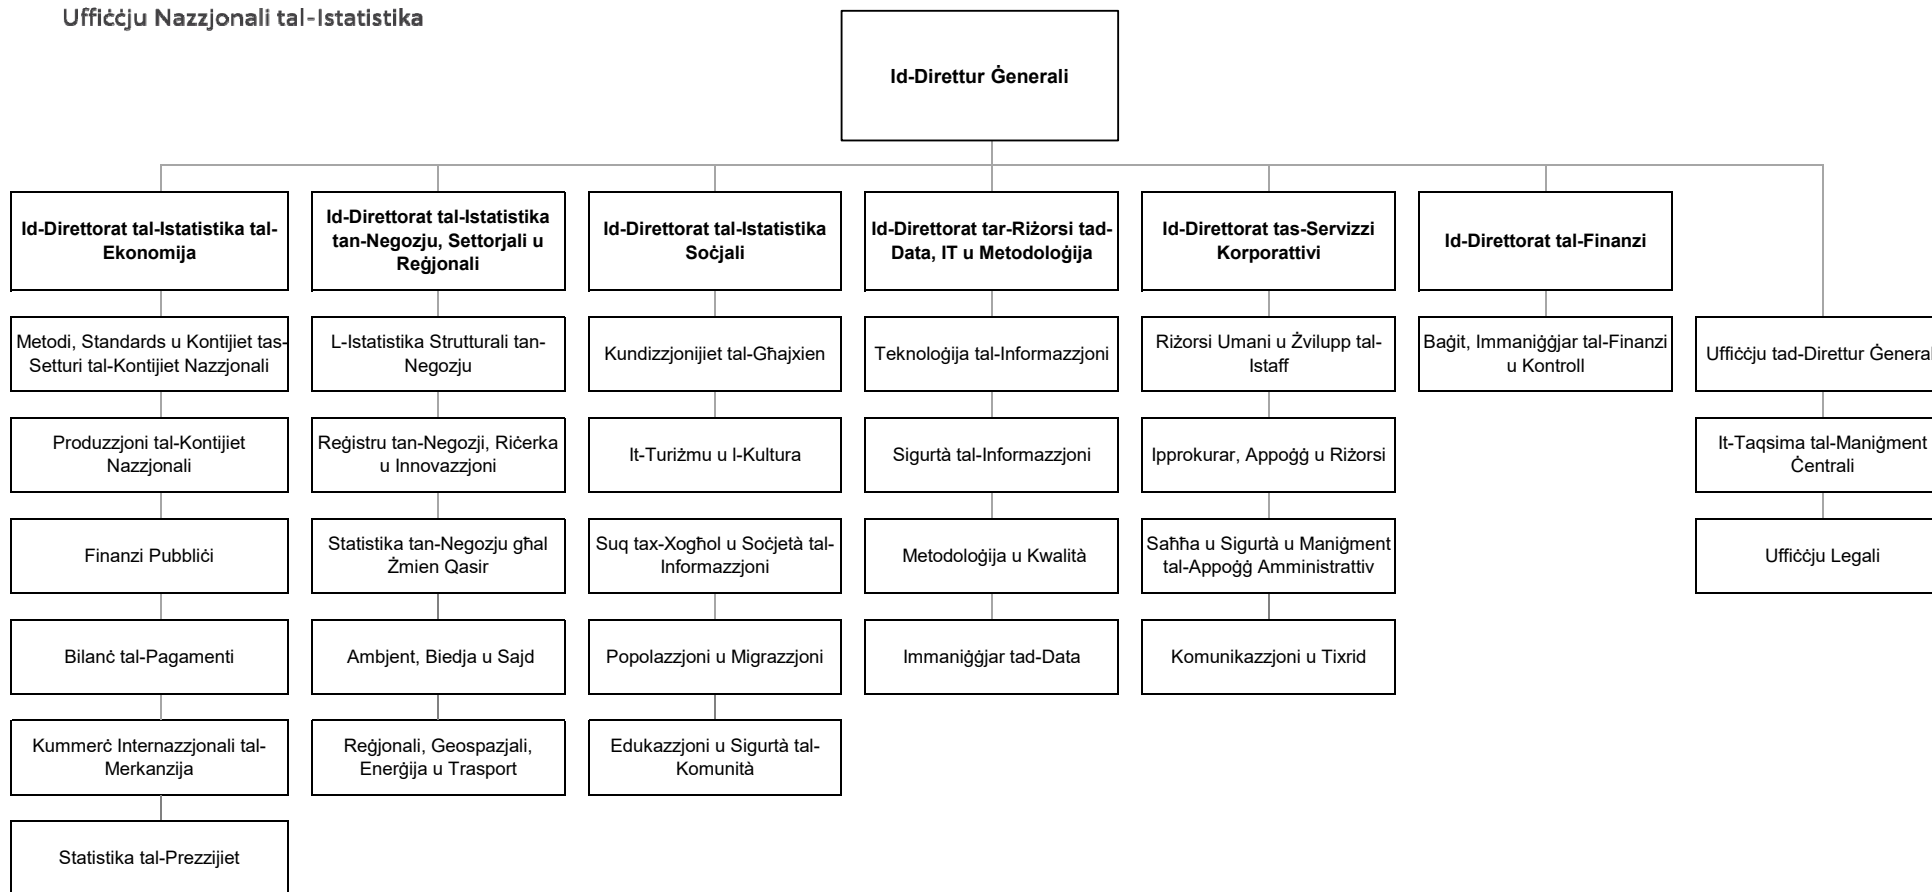 Uffiċċju Nazzjonali tal-Istatistika
Id-Direttur Ġenerali
Id-Direttorat tal-Istatistika tal-
Ekonomija
Metodi, Standards u Kontijiet tas-
Setturi tal-Kontijiet Nazzjonali
Produzzjoni tal-Kontijiet
Nazzjonali
Finanzi Pubbliċi
Bilanċ tal-Pagamenti
Kummerċ Internazzjonali tal-
Merkanzija
Statistika tal-Prezzijiet
Id-Direttorat tal-Istatistika
tan-Negozju, Settorjali u
Reġjonali
L-Istatistika Strutturali tan-
Negozju
Reġistru tan-Negozji, Riċerka
u Innovazzjoni
Statistika tan-Negozju għal
Żmien Qasir
Ambjent, Biedja u Sajd
Reġjonali, Geospazjali,
Enerġija u Trasport
Id-Direttorat tal-Istatistika
Soċjali
Kundizzjonijiet tal-Għajxien
It-Turiżmu u l-Kultura
Suq tax-Xogħol u Soċjetà tal-
Informazzjoni
Popolazzjoni u Migrazzjoni
Edukazzjoni u Sigurtà tal-
Komunità
Id-Direttorat tar-Riżorsi tad-
Data, IT u Metodoloġija
Teknoloġija tal-Informazzjoni
Sigurtà tal-Informazzjoni
Metodoloġija u Kwalità
Immaniġġjar tad-Data
Id-Direttorat tas-Servizzi
Korporattivi
Riżorsi Umani u Żvilupp tal-
Istaff
Ipprokurar, Appoġġ u Riżorsi
Saħħa u Sigurtà u Maniġment
tal-Appoġġ Amministrattiv
Komunikazzjoni u Tixrid
Id-Direttorat tal-Finanzi
Baġit, Immaniġġjar tal-Finanzi
u Kontroll
Uffiċċju tad-Direttur Ġeneral
It-Taqsima tal-Maniġment
Ċentrali
Uffiċċju Legali